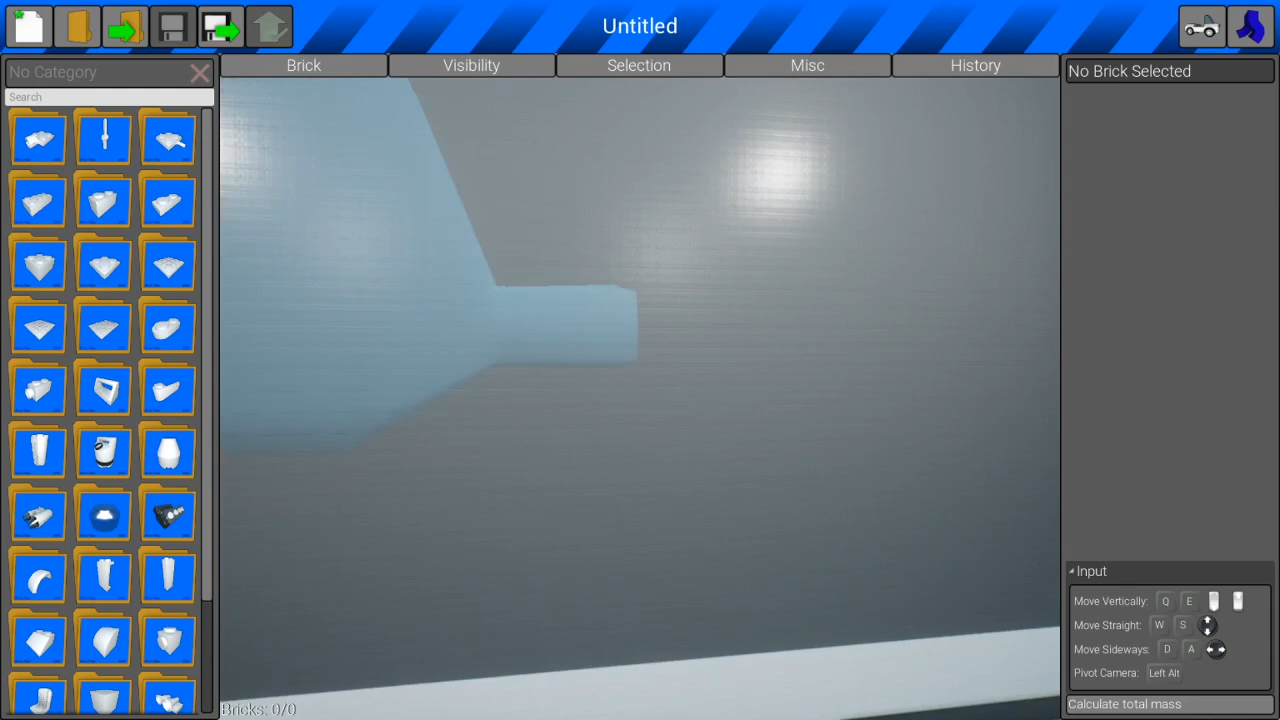 Untitled
No Category
Search
Brick
Visibility
Selection
Misc
History
No Brick Selected
Bricks: 0/0
Input
Move Vertically: Q E
Move Straight: W S
Move Sideways: D A
Pivot Camera: Left Alt
Calculate total mass